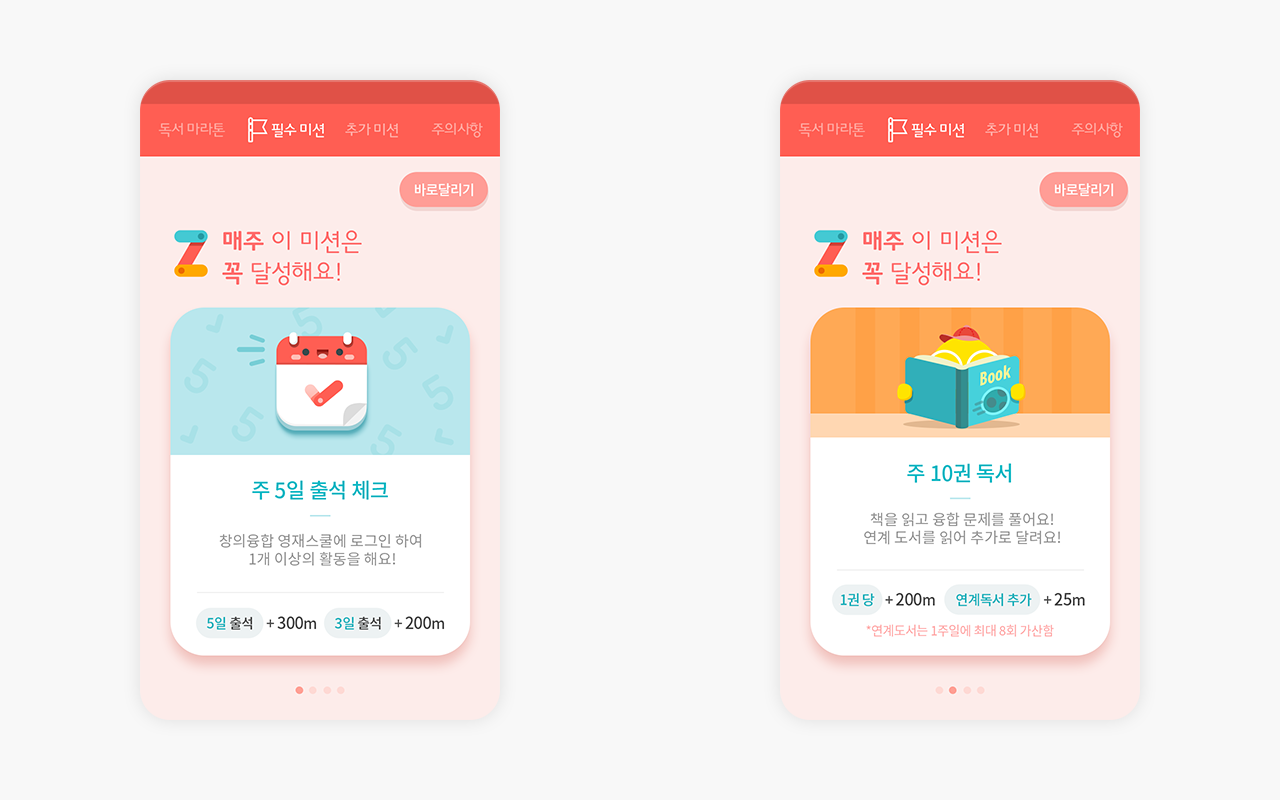 독서 마라톤 필수 미션 추가 미션 주의사항
바로달리기
매주 이 미션은
꼭 달성해요!
5 5 5 5 5 5
주 5일 출석 체크
창의융합 영재스쿨에 로그인 하여
1개 이상의 활동을 해요!
5일 출석 + 300m 3일 출석 + 200m
독서 마라톤 필수 미션 추가 미션 주의사항
바로달리기
매주 이 미션은
꼭 달성해요!
Book
주 10권 독서
책을 읽고 융합 문제를 풀어요!
연계 도서를 읽어 추가로 달려요!
1권 당 + 200m 연계독서 추가 + 25m
*연계도서는 1주일에 최대 8회 가산함